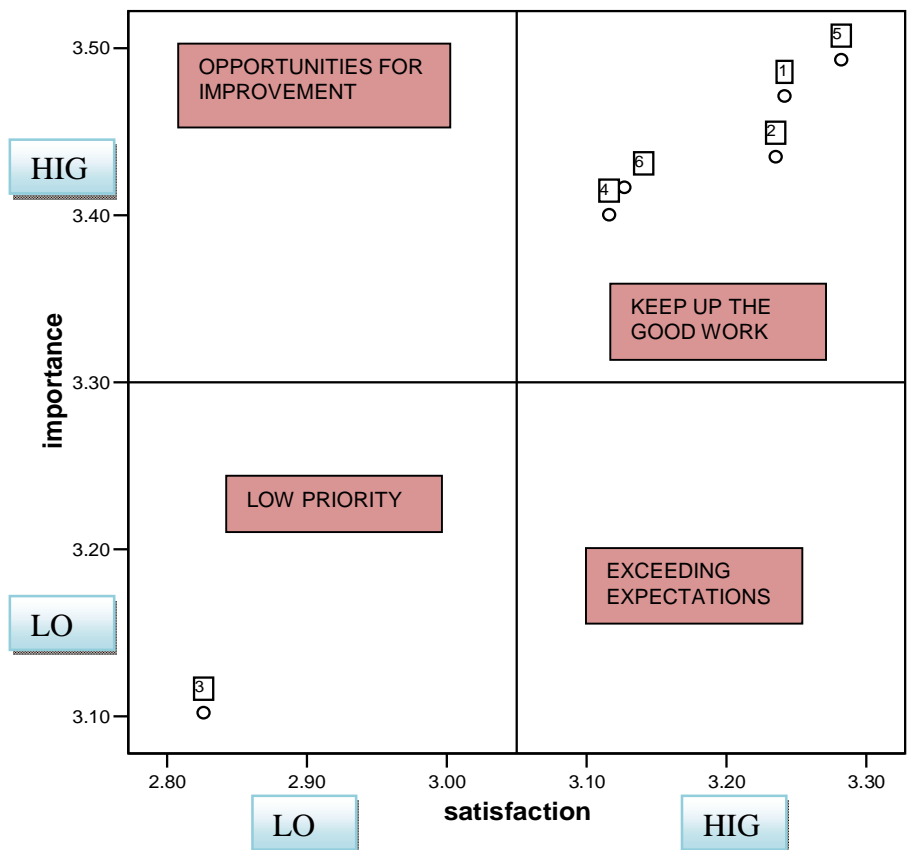 3.50
5
1
OPPORTUNITIES FOR
IMPROVEMENT
2
HIG
6
4
3.40
KEEP UP THE
GOOD WORK
importance
3.30
LOW PRIORITY
3.20
EXCEEDING
EXPECTATIONS
LO
3
3.10
2.80 2.90 3.00 3.10 3.20 3.30
satisfaction
LO HIG